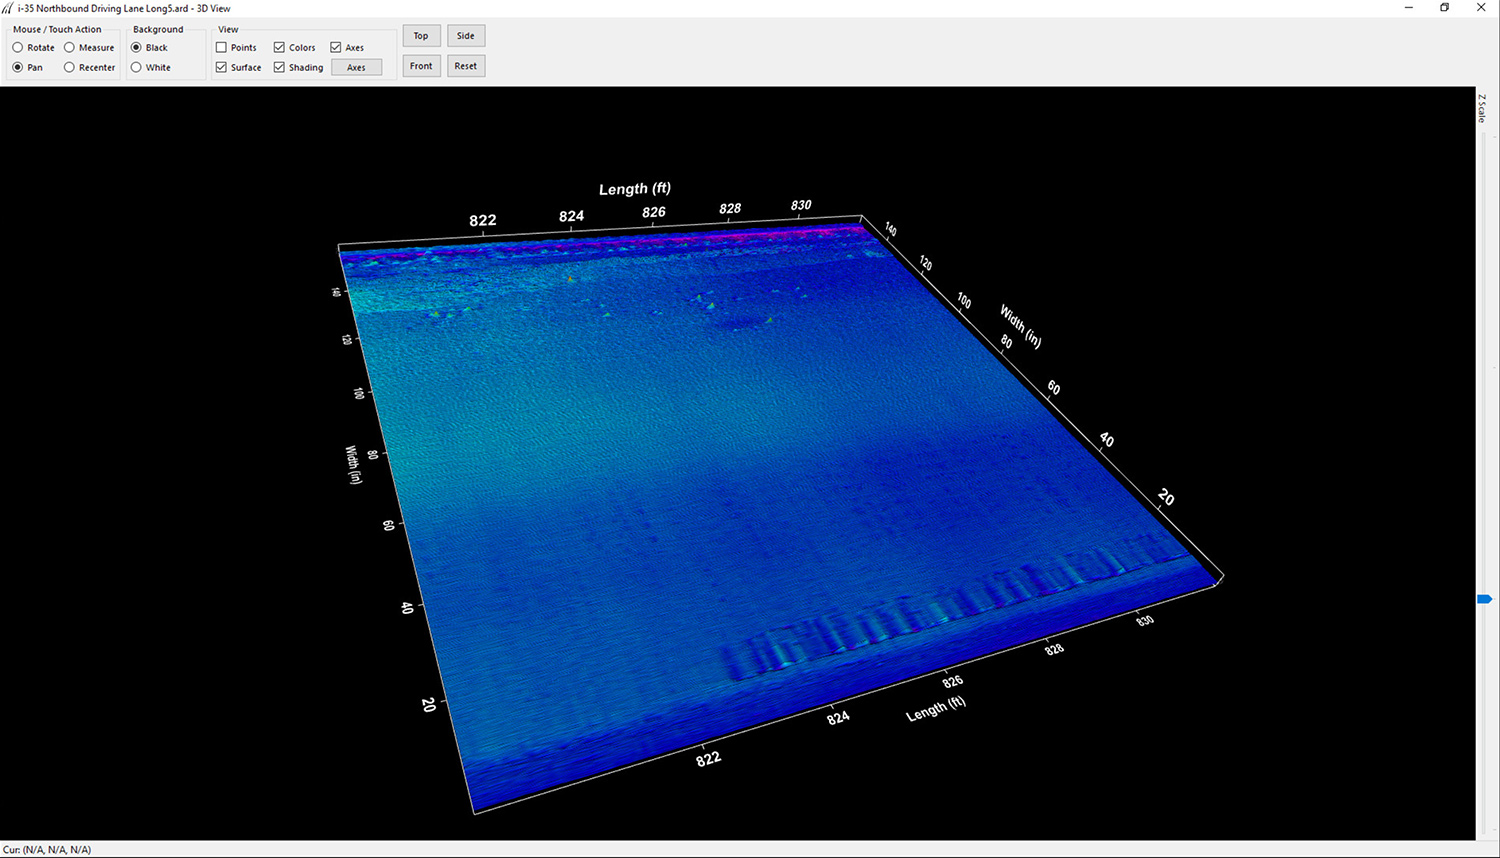 i-35 Northbound Driving Lane Long5.ard - 3D View
Mouse / Touch Action
Rotate
Measure
Pan
Recenter
Background
Black
White
View
Points
Colors
Axes
Surface
Shading
Axes
Top
Side
Front
Reset
Z Scale
Length (ft)
822
824
826
828
830
140
120
100
80
60
40
20
Width (in)
140
120
100
80
60
40
20
Width (in)
822
824
826
828
830
Length (ft)
Cur: (N/A, N/A, N/A)